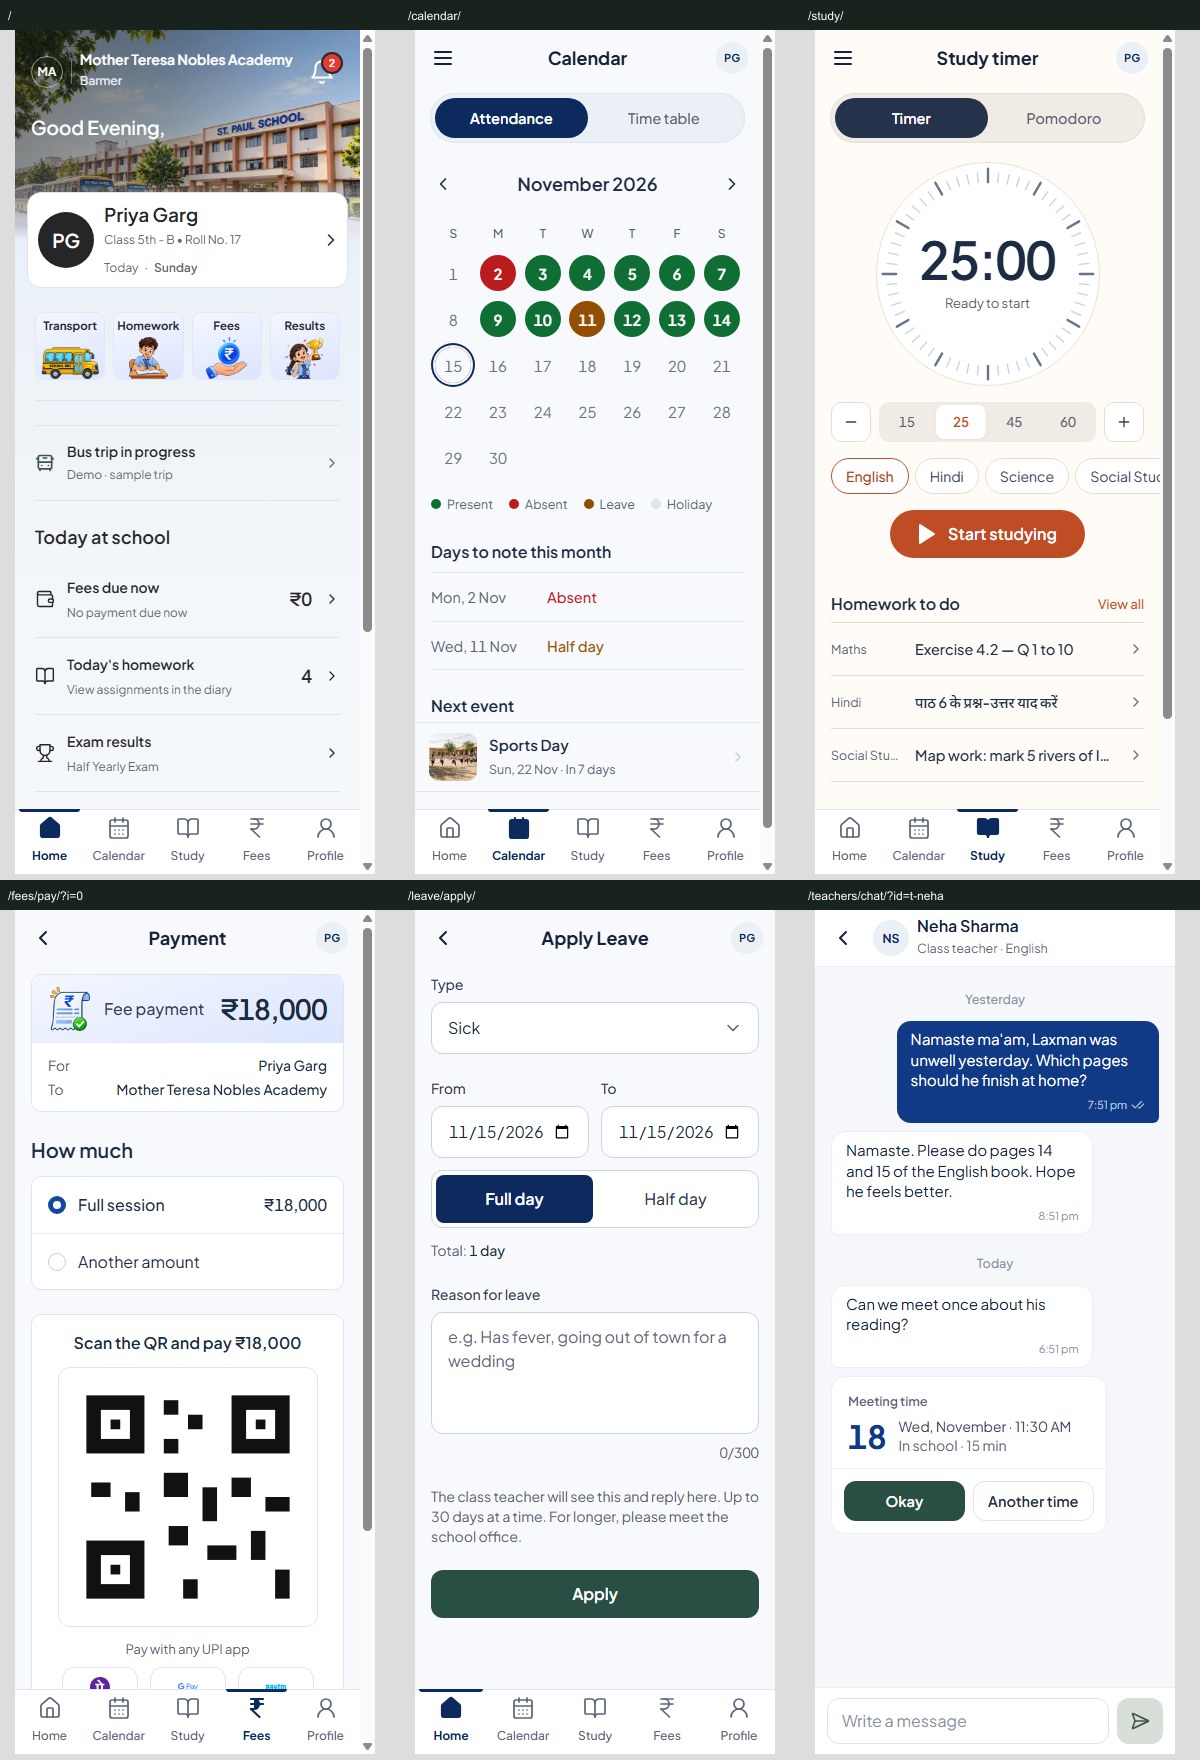 /
MA
Mother Teresa Nobles Academy
Barmer
2
Good Evening,
ST. PAUL SCHOOL
PG
Priya Garg
Class 5th - B • Roll No. 17
Today · Sunday
Transport
Homework
Fees
Results
Bus trip in progress
Demo · sample trip
Today at school
Fees due now
No payment due now
₹0
Today's homework
View assignments in the diary
4
Exam results
Half Yearly Exam
Home
Calendar
Study
Fees
Profile
/calendar/
Calendar
PG
Attendance
Time table
November 2026
S M T W T F S
1 2 3 4 5 6 7
8 9 10 11 12 13 14
15 16 17 18 19 20 21
22 23 24 25 26 27 28
29 30
Present
Absent
Leave
Holiday
Days to note this month
Mon, 2 Nov Absent
Wed, 11 Nov Half day
Next event
Sports Day
Sun, 22 Nov · In 7 days
Home
Calendar
Study
Fees
Profile
/study/
Study timer
PG
Timer
Pomodoro
25:00
Ready to start
−
15
25
45
60
+
English
Hindi
Science
Social Stud
Start studying
Homework to do
View all
Maths Exercise 4.2 — Q 1 to 10
Hindi पाठ 6 के प्रश्न-उत्तर याद करें
Social Stu... Map work: mark 5 rivers of I...
Home
Calendar
Study
Fees
Profile
/fees/pay/?i=0
Payment
PG
Fee payment ₹18,000
For Priya Garg
To Mother Teresa Nobles Academy
How much
Full session ₹18,000
Another amount
Scan the QR and pay ₹18,000
Pay with any UPI app
G Pay
paytm
Home
Calendar
Study
Fees
Profile
/leave/apply/
Apply Leave
PG
Type
Sick
From
To
11/15/2026
11/15/2026
Full day
Half day
Total: 1 day
Reason for leave
e.g. Has fever, going out of town for a
wedding
0/300
The class teacher will see this and reply here. Up to
30 days at a time. For longer, please meet the
school office.
Apply
Home
Calendar
Study
Fees
Profile
/teachers/chat/?id=t-neha
NS
Neha Sharma
Class teacher · English
Yesterday
Namaste ma'am, Laxman was
unwell yesterday. Which pages
should he finish at home?
7:51 pm
Namaste. Please do pages 14
and 15 of the English book. Hope
he feels better.
8:51 pm
Today
Can we meet once about his
reading?
6:51 pm
Meeting time
18
Wed, November · 11:30 AM
In school · 15 min
Okay
Another time
Write a message